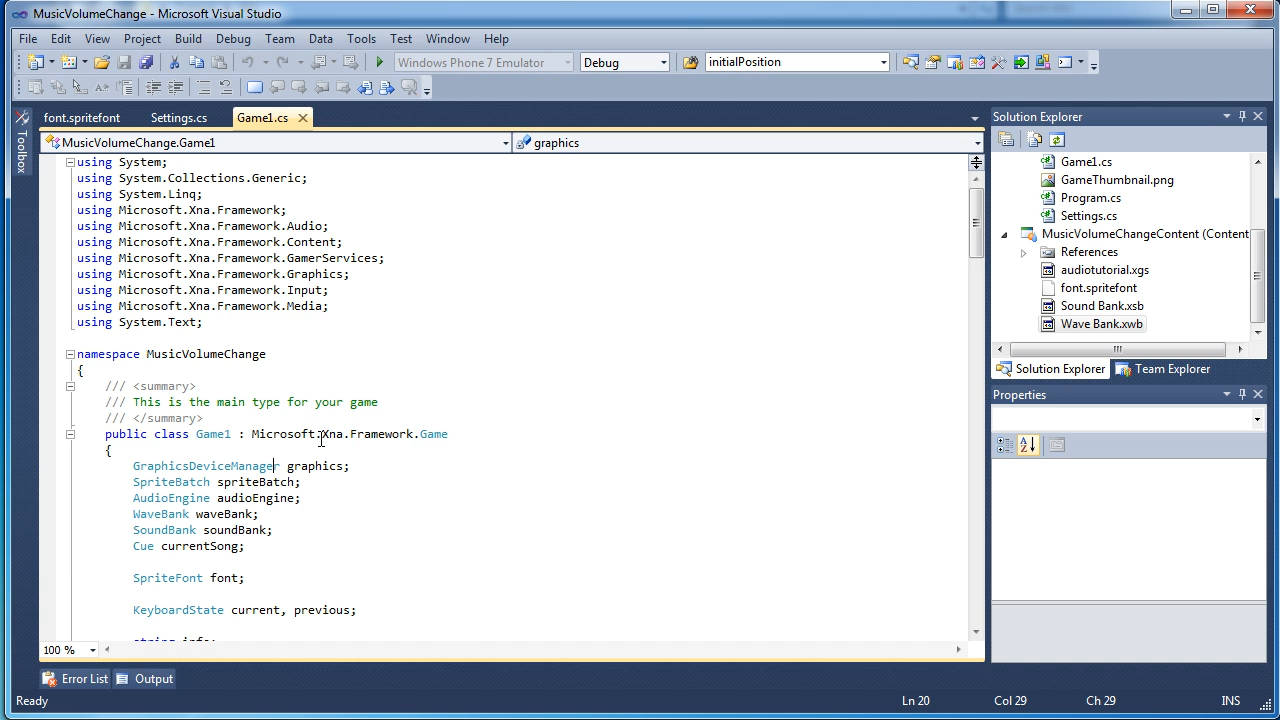 MusicVolumeChange - Microsoft Visual Studio
File Edit View Project Build Debug Team Data Tools Test Window Help
Windows Phone 7 Emulator Debug initialPosition
font.spritefont Settings.cs Game1.cs
MusicVolumeChange.Game1 graphics
Toolbox
using System;
using System.Collections.Generic;
using System.Linq;
using Microsoft.Xna.Framework;
using Microsoft.Xna.Framework.Audio;
using Microsoft.Xna.Framework.Content;
using Microsoft.Xna.Framework.GamerServices;
using Microsoft.Xna.Framework.Graphics;
using Microsoft.Xna.Framework.Input;
using Microsoft.Xna.Framework.Media;
using System.Text;
namespace MusicVolumeChange
{
/// <summary>
/// This is the main type for your game
/// </summary>
public class Game1 : Microsoft.Xna.Framework.Game
{
GraphicsDeviceManager graphics;
SpriteBatch spriteBatch;
AudioEngine audioEngine;
WaveBank waveBank;
SoundBank soundBank;
Cue currentSong;
SpriteFont font;
KeyboardState current, previous;
100 %
Solution Explorer
Game1.cs
GameThumbnail.png
Program.cs
Settings.cs
MusicVolumeChangeContent (Content
References
audiotutorial.xgs
font.spritefont
Sound Bank.xsb
Wave Bank.xwb
Solution Explorer Team Explorer
Properties
Error List Output
Ready Ln 20 Col 29 Ch 29 INS